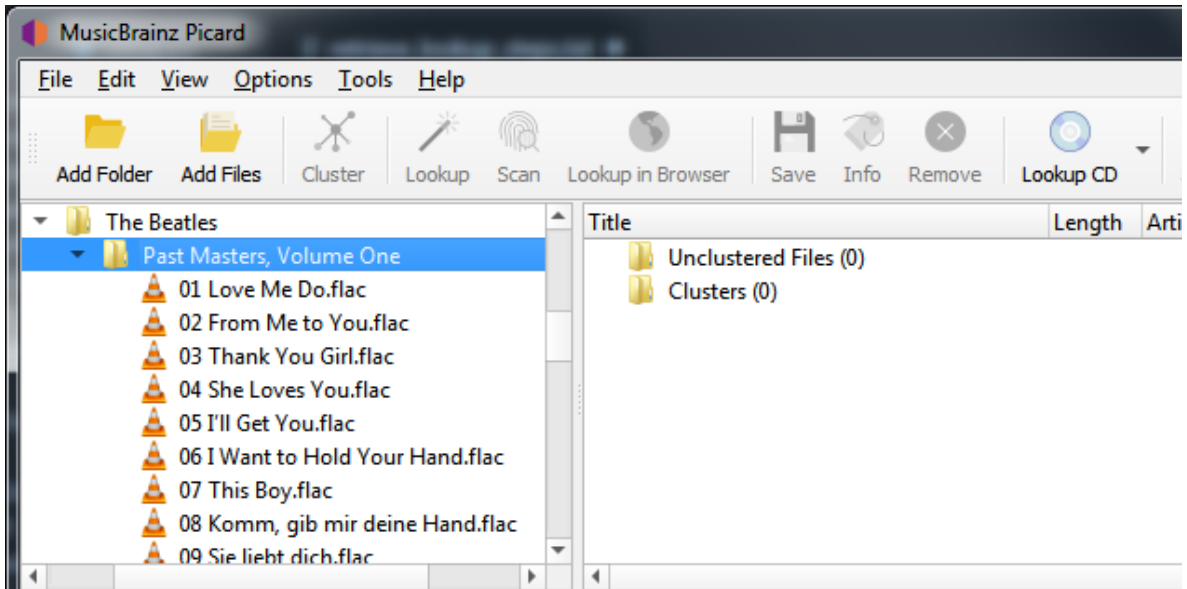 MusicBrainz Picard
File Edit View Options Tools Help
Add Folder Add Files Cluster Lookup Scan Lookup in Browser Save Info Remove Lookup CD
The Beatles
Past Masters, Volume One
01 Love Me Do.flac
02 From Me to You.flac
03 Thank You Girl.flac
04 She Loves You.flac
05 I'll Get You.flac
06 I Want to Hold Your Hand.flac
07 This Boy.flac
08 Komm, gib mir deine Hand.flac
09 Sie liebt dich.flac
Title Length Arti
Unclustered Files (0)
Clusters (0)